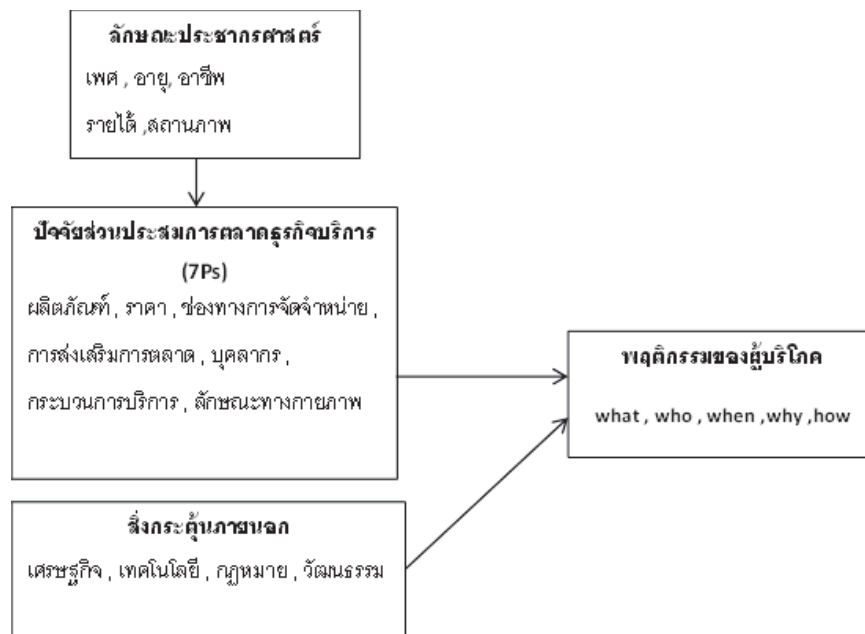 ลักษณะประชากรศาสตร์
เพศ , อายุ, อาชีพ
รายได้ ,สถานภาพ
ปัจจัยส่วนประสมการตลาดธุรกิจบริการ
(7Ps)
ผลิตภัณฑ์ , ราคา , ช่องทางการจัดจำหน่าย ,
การส่งเสริมการตลาด , บุคลากร ,
กระบวนการบริการ , ลักษณะทางกายภาพ
พฤติกรรมของผู้บริโภค
what , who , when ,why ,how
สิ่งกระตุ้นภายนอก
เศรษฐกิจ , เทคโนโลยี , กฎหมาย , วัฒนธรรม